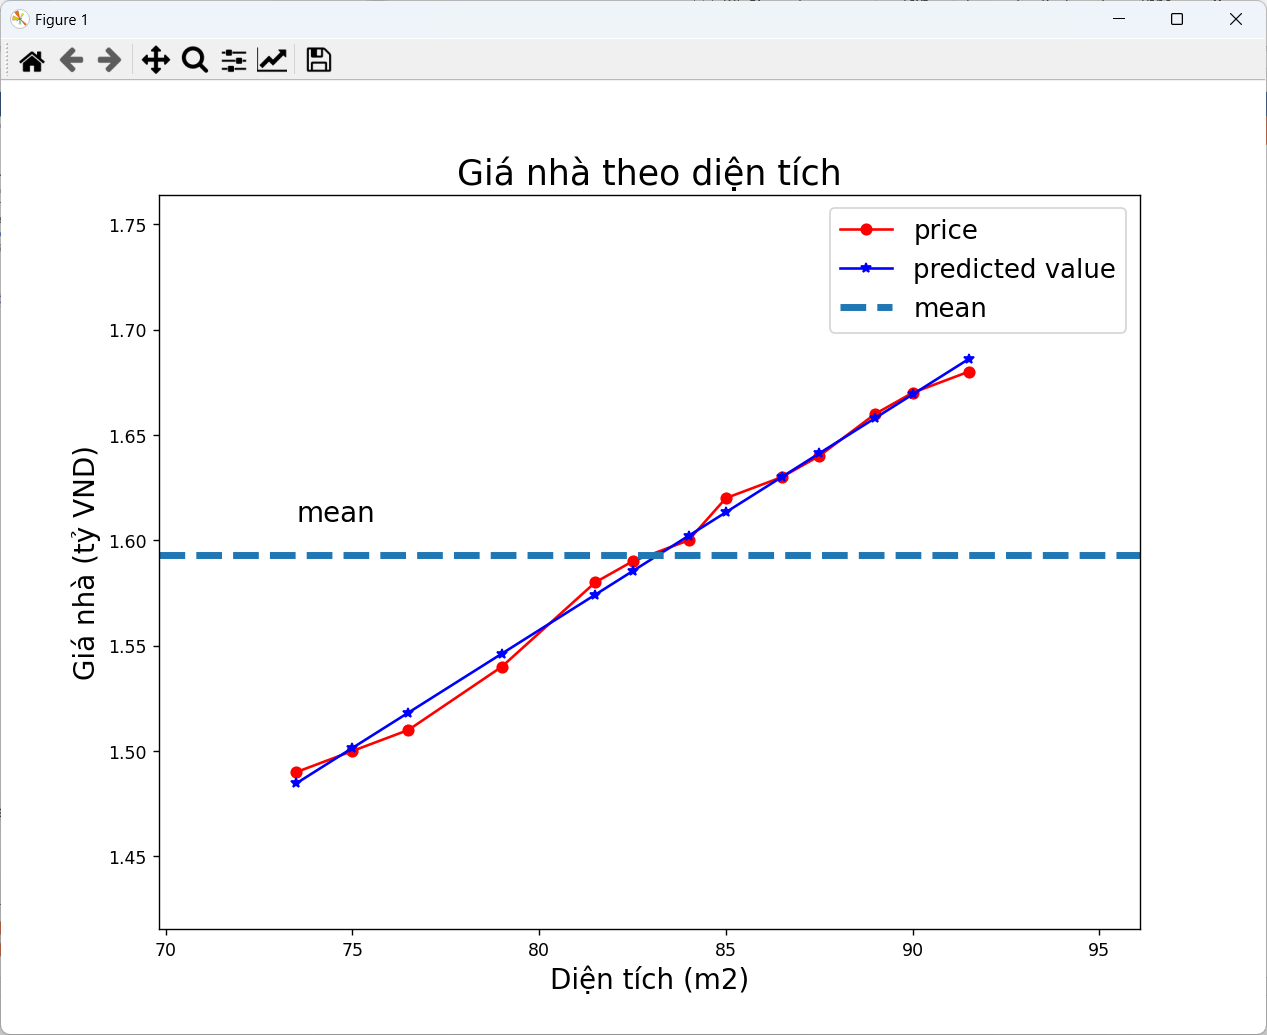 Figure 1
Giá nhà theo diện tích
price
predicted value
mean
mean
Giá nhà (tỷ VND)
1.75
1.70
1.65
1.60
1.55
1.50
1.45
70
75
80
85
90
95
Diện tích (m2)